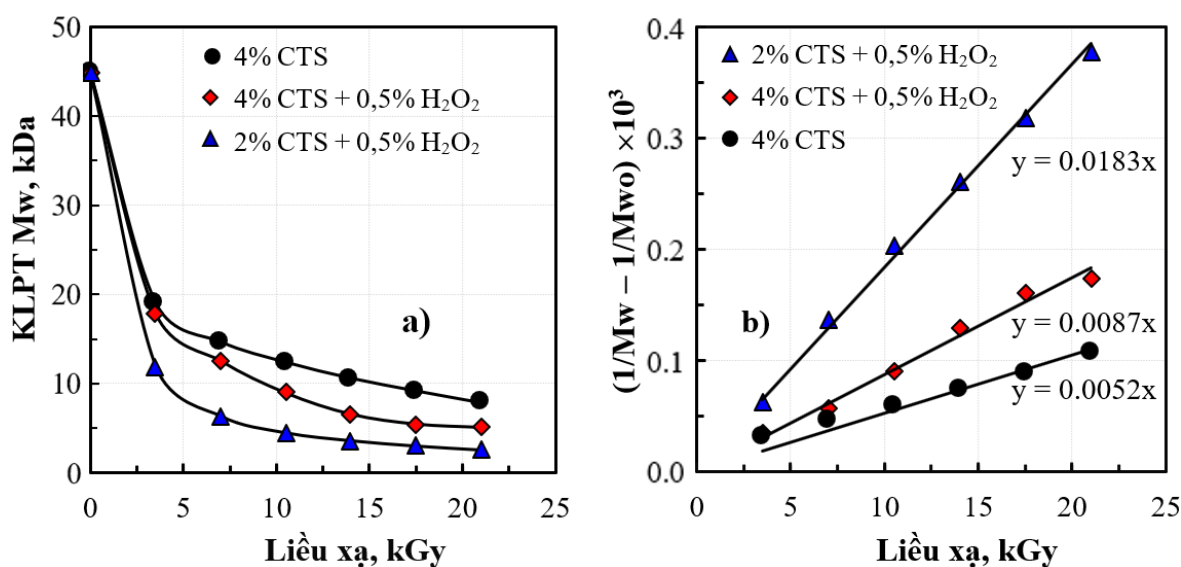 KLPT Mw, kDa
50
40
30
20
10
0
4% CTS
4% CTS + 0,5% H₂O₂
2% CTS + 0,5% H₂O₂
a)
0 5 10 15 20 25
Liều xạ, kGy
(1/Mw – 1/Mwo) ×10³
0.4
0.3
0.2
0.1
0.0
2% CTS + 0,5% H₂O₂
4% CTS + 0,5% H₂O₂
4% CTS
y = 0.0183x
b)
y = 0.0087x
y = 0.0052x
0 5 10 15 20 25
Liều xạ, kGy